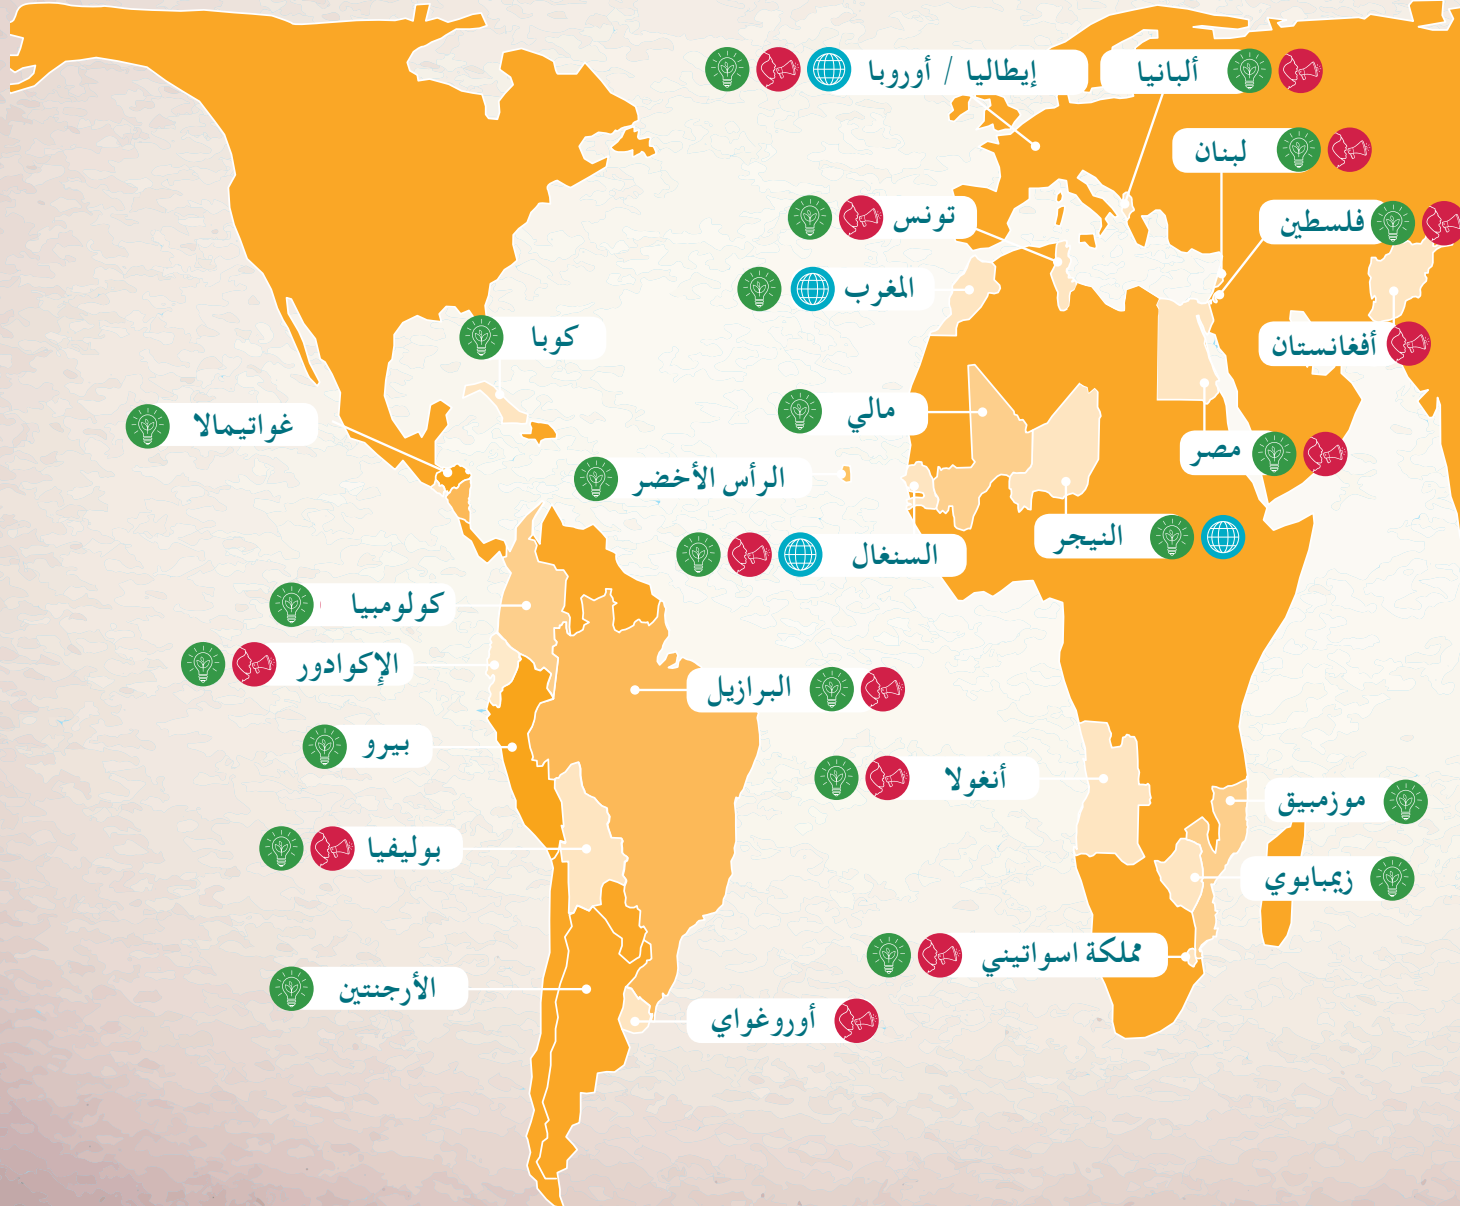 ألبانيا
إيطاليا / أوروبا
لبنان
فلسطين
تونس
المغرب
أفغانستان
كوبا
مالي
غواتيمالا
مصر
الرأس الأخضر
النيجر
السنغال
كولومبيا
الإكوادور
البرازيل
بيرو
أنغولا
موزمبيق
بوليفيا
زيمبابوي
مملكة اسواتيني
الأرجنتين
أوروغواي